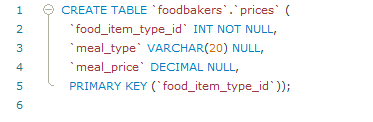 1 CREATE TABLE `foodbakers`.`prices` (
2 `food_item_type_id` INT NOT NULL,
3 `meal_type` VARCHAR(20) NULL,
4 `meal_price` DECIMAL NULL,
5 PRIMARY KEY (`food_item_type_id`));
6